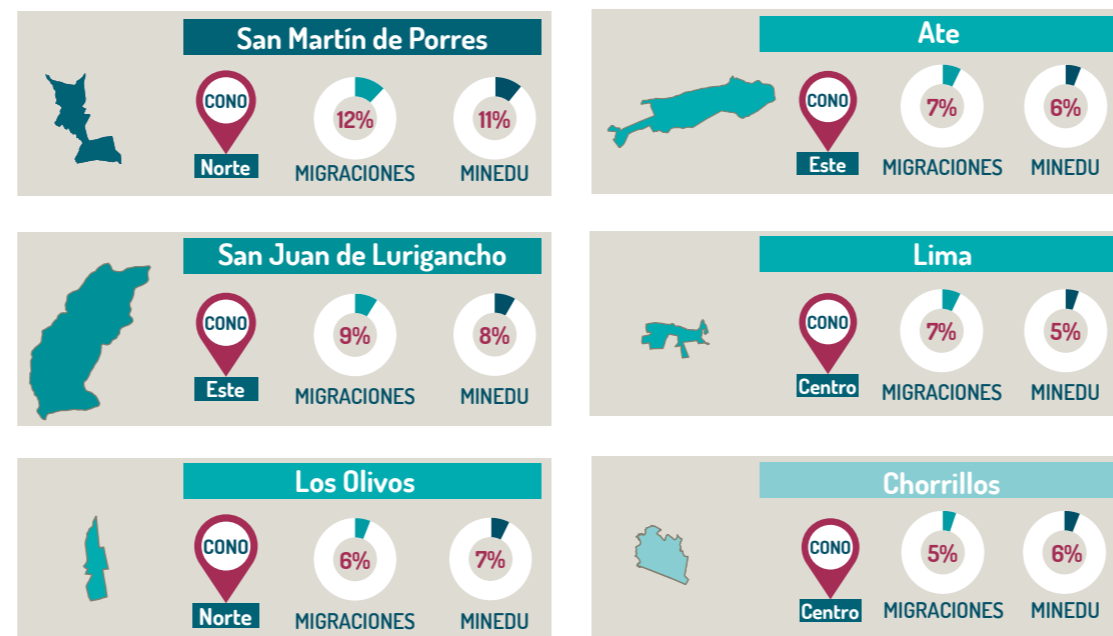 San Martín de Porres
CONO
Norte
12%
MIGRACIONES
11%
MINEDU
Ate
CONO
Este
7%
MIGRACIONES
6%
MINEDU
San Juan de Lurigancho
CONO
Este
9%
MIGRACIONES
8%
MINEDU
Lima
CONO
Centro
7%
MIGRACIONES
5%
MINEDU
Los Olivos
CONO
Norte
6%
MIGRACIONES
7%
MINEDU
Chorrillos
CONO
Centro
5%
MIGRACIONES
6%
MINEDU